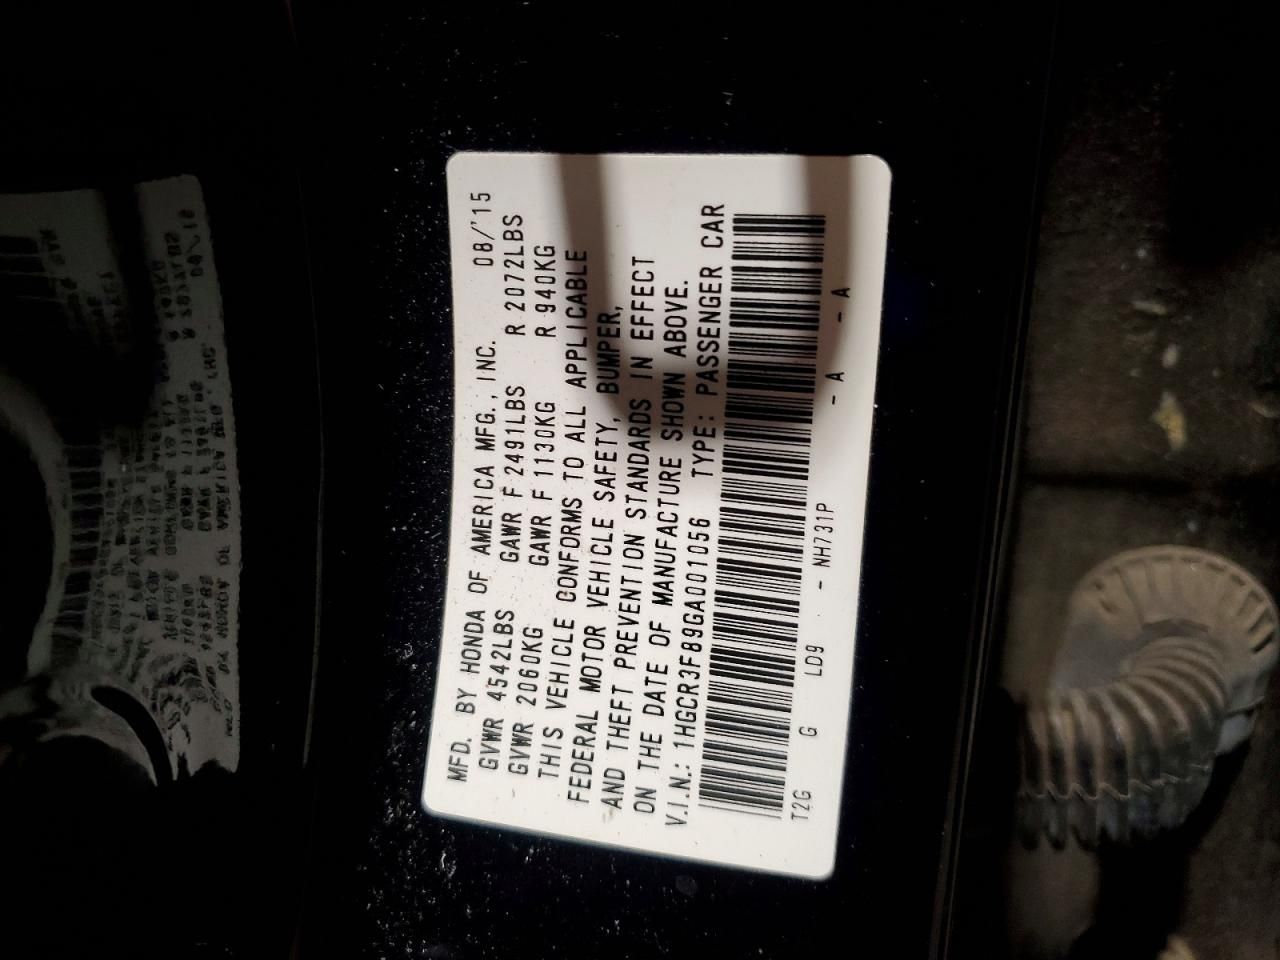 MFD. BY HONDA OF AMERICA MFG., INC. 08/'15
GVWR 4542LBS GAWR F 2491LBS R 2072LBS
GVWR 2060KG GAWR F 1130KG R 940KG
THIS VEHICLE CONFORMS TO ALL APPLICABLE
FEDERAL MOTOR VEHICLE SAFETY, BUMPER,
AND THEFT PREVENTION STANDARDS IN EFFECT
ON THE DATE OF MANUFACTURE SHOWN ABOVE.
V.I.N.: 1HGCR3F89GA001056 TYPE: PASSENGER CAR
T2G G LD9 - NH731P - A - A